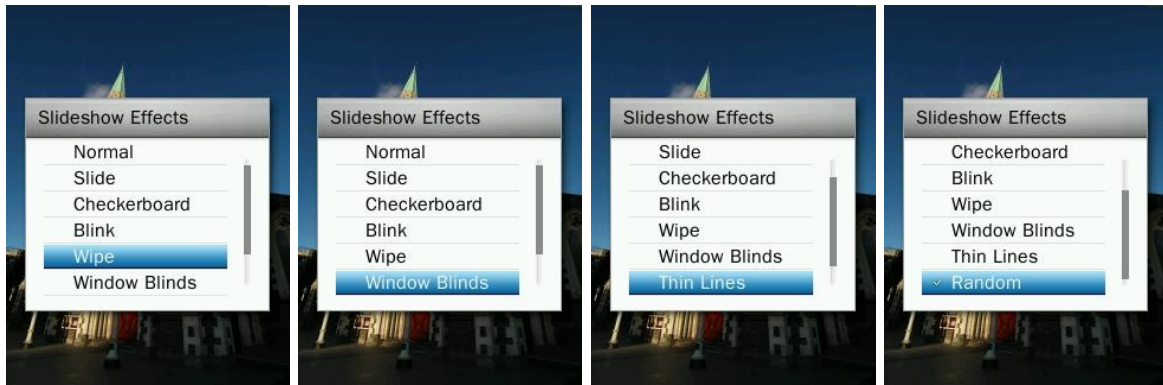 Slideshow Effects
Normal
Slide
Checkerboard
Blink
Wipe
Window Blinds
Slideshow Effects
Normal
Slide
Checkerboard
Blink
Wipe
Window Blinds
Slideshow Effects
Slide
Checkerboard
Blink
Wipe
Window Blinds
Thin Lines
Slideshow Effects
Checkerboard
Blink
Wipe
Window Blinds
Thin Lines
Random